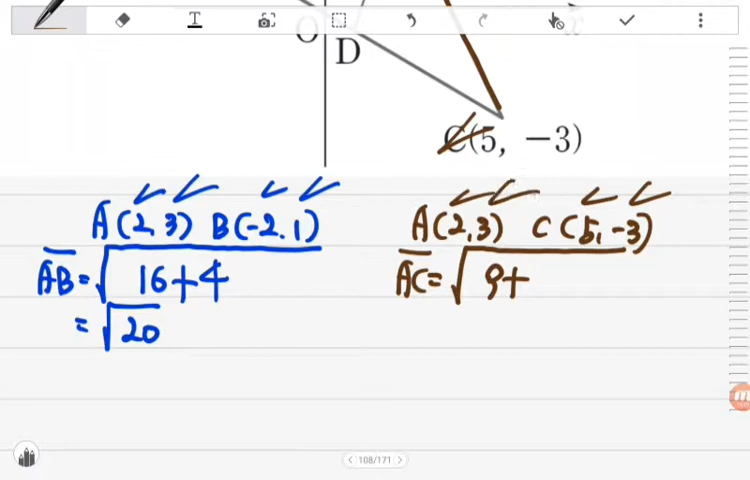 O
D
C(5, −3)
A(2,3) B(-2.1)
AB=√16+4
=√20
A(2,3) C(5,-3)
AC=√9+
108/171